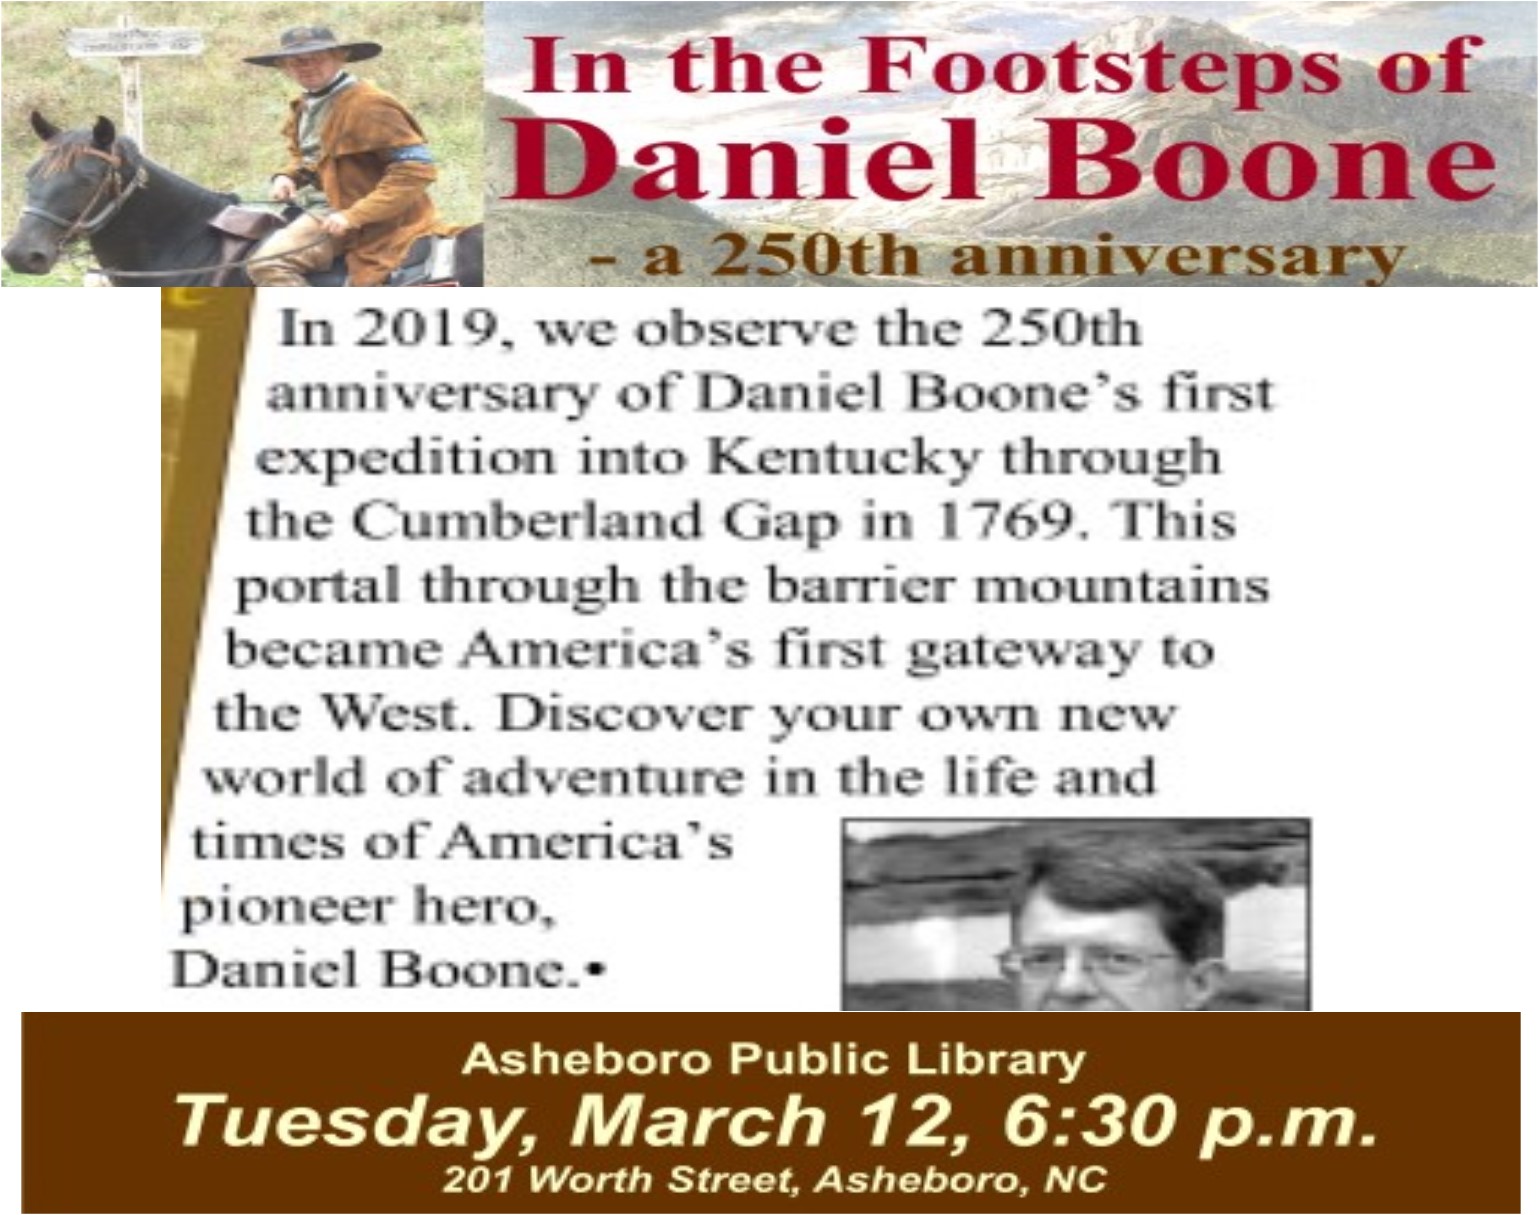 In the Footsteps of
Daniel Boone
- a 250th anniversary
In 2019, we observe the 250th
anniversary of Daniel Boone’s first
expedition into Kentucky through
the Cumberland Gap in 1769. This
portal through the barrier mountains
became America’s first gateway to
the West. Discover your own new
world of adventure in the life and
times of America’s
pioneer hero,
Daniel Boone.•
Asheboro Public Library
Tuesday, March 12, 6:30 p.m.
201 Worth Street, Asheboro, NC